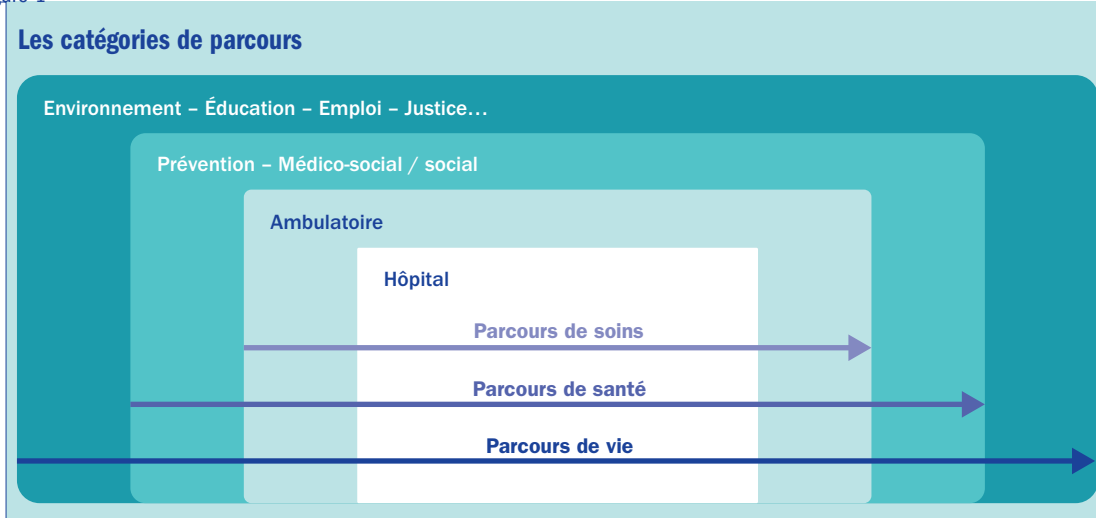 Les catégories de parcours
Environnement – Éducation – Emploi – Justice…
Prévention – Médico-social / social
Ambulatoire
Hôpital
Parcours de soins
Parcours de santé
Parcours de vie